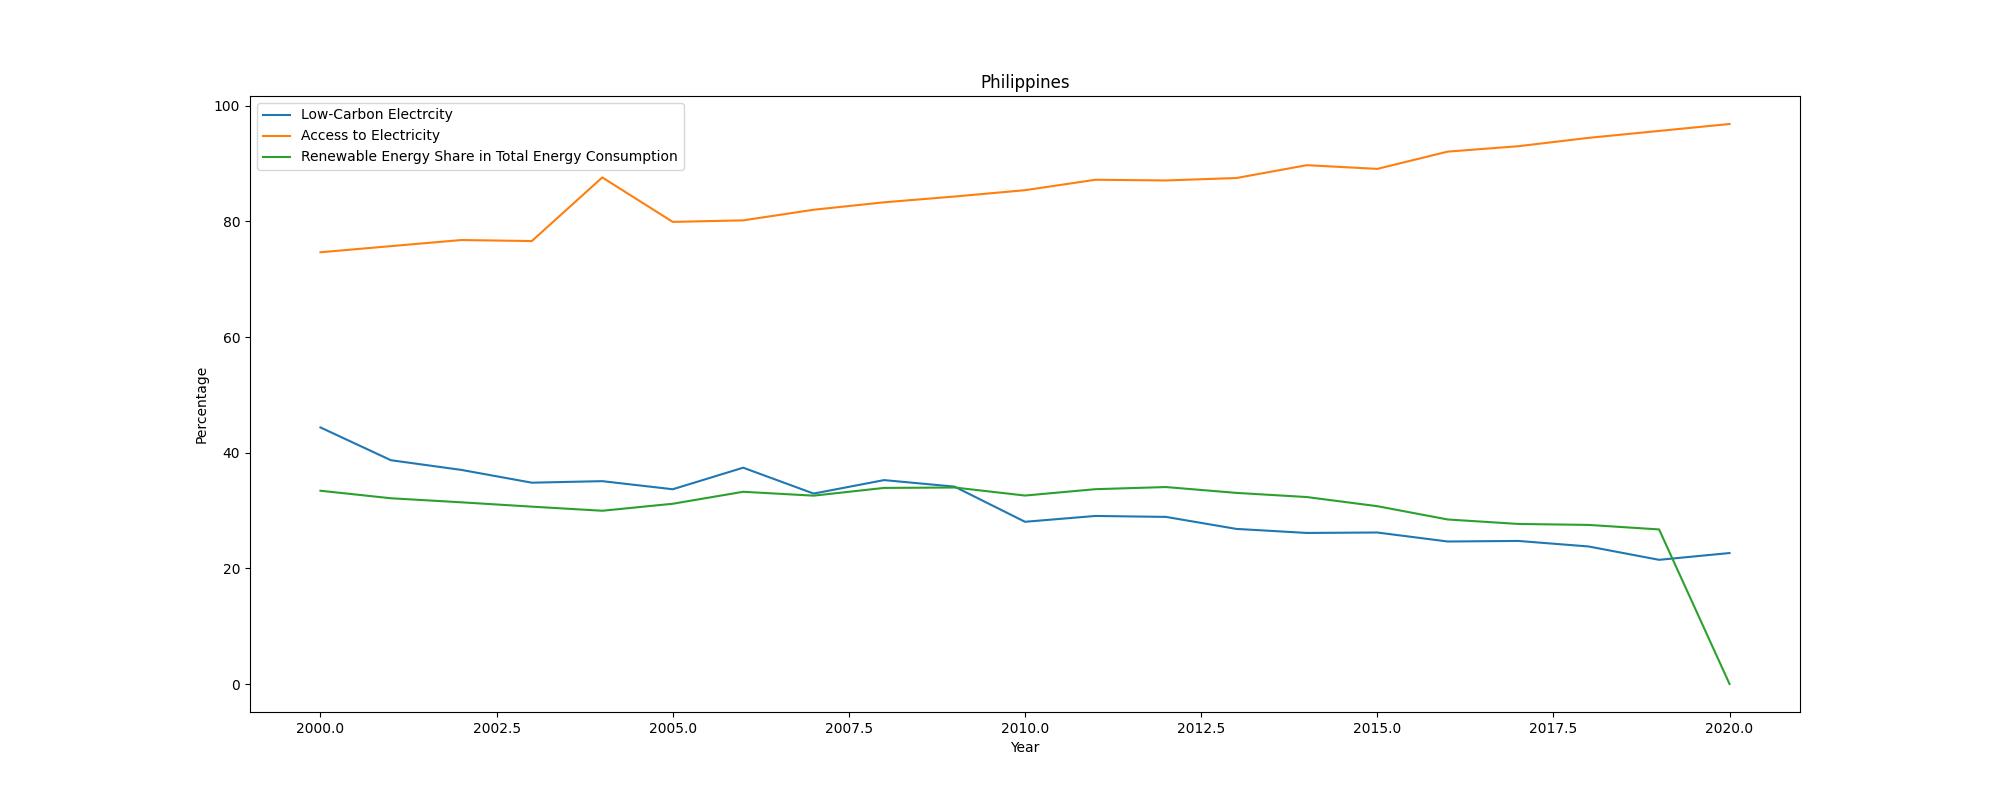 Philippines
Low-Carbon Electrcity
Access to Electricity
Renewable Energy Share in Total Energy Consumption
Percentage
100
80
60
40
20
0
2000.0 2002.5 2005.0 2007.5 2010.0 2012.5 2015.0 2017.5 2020.0
Year